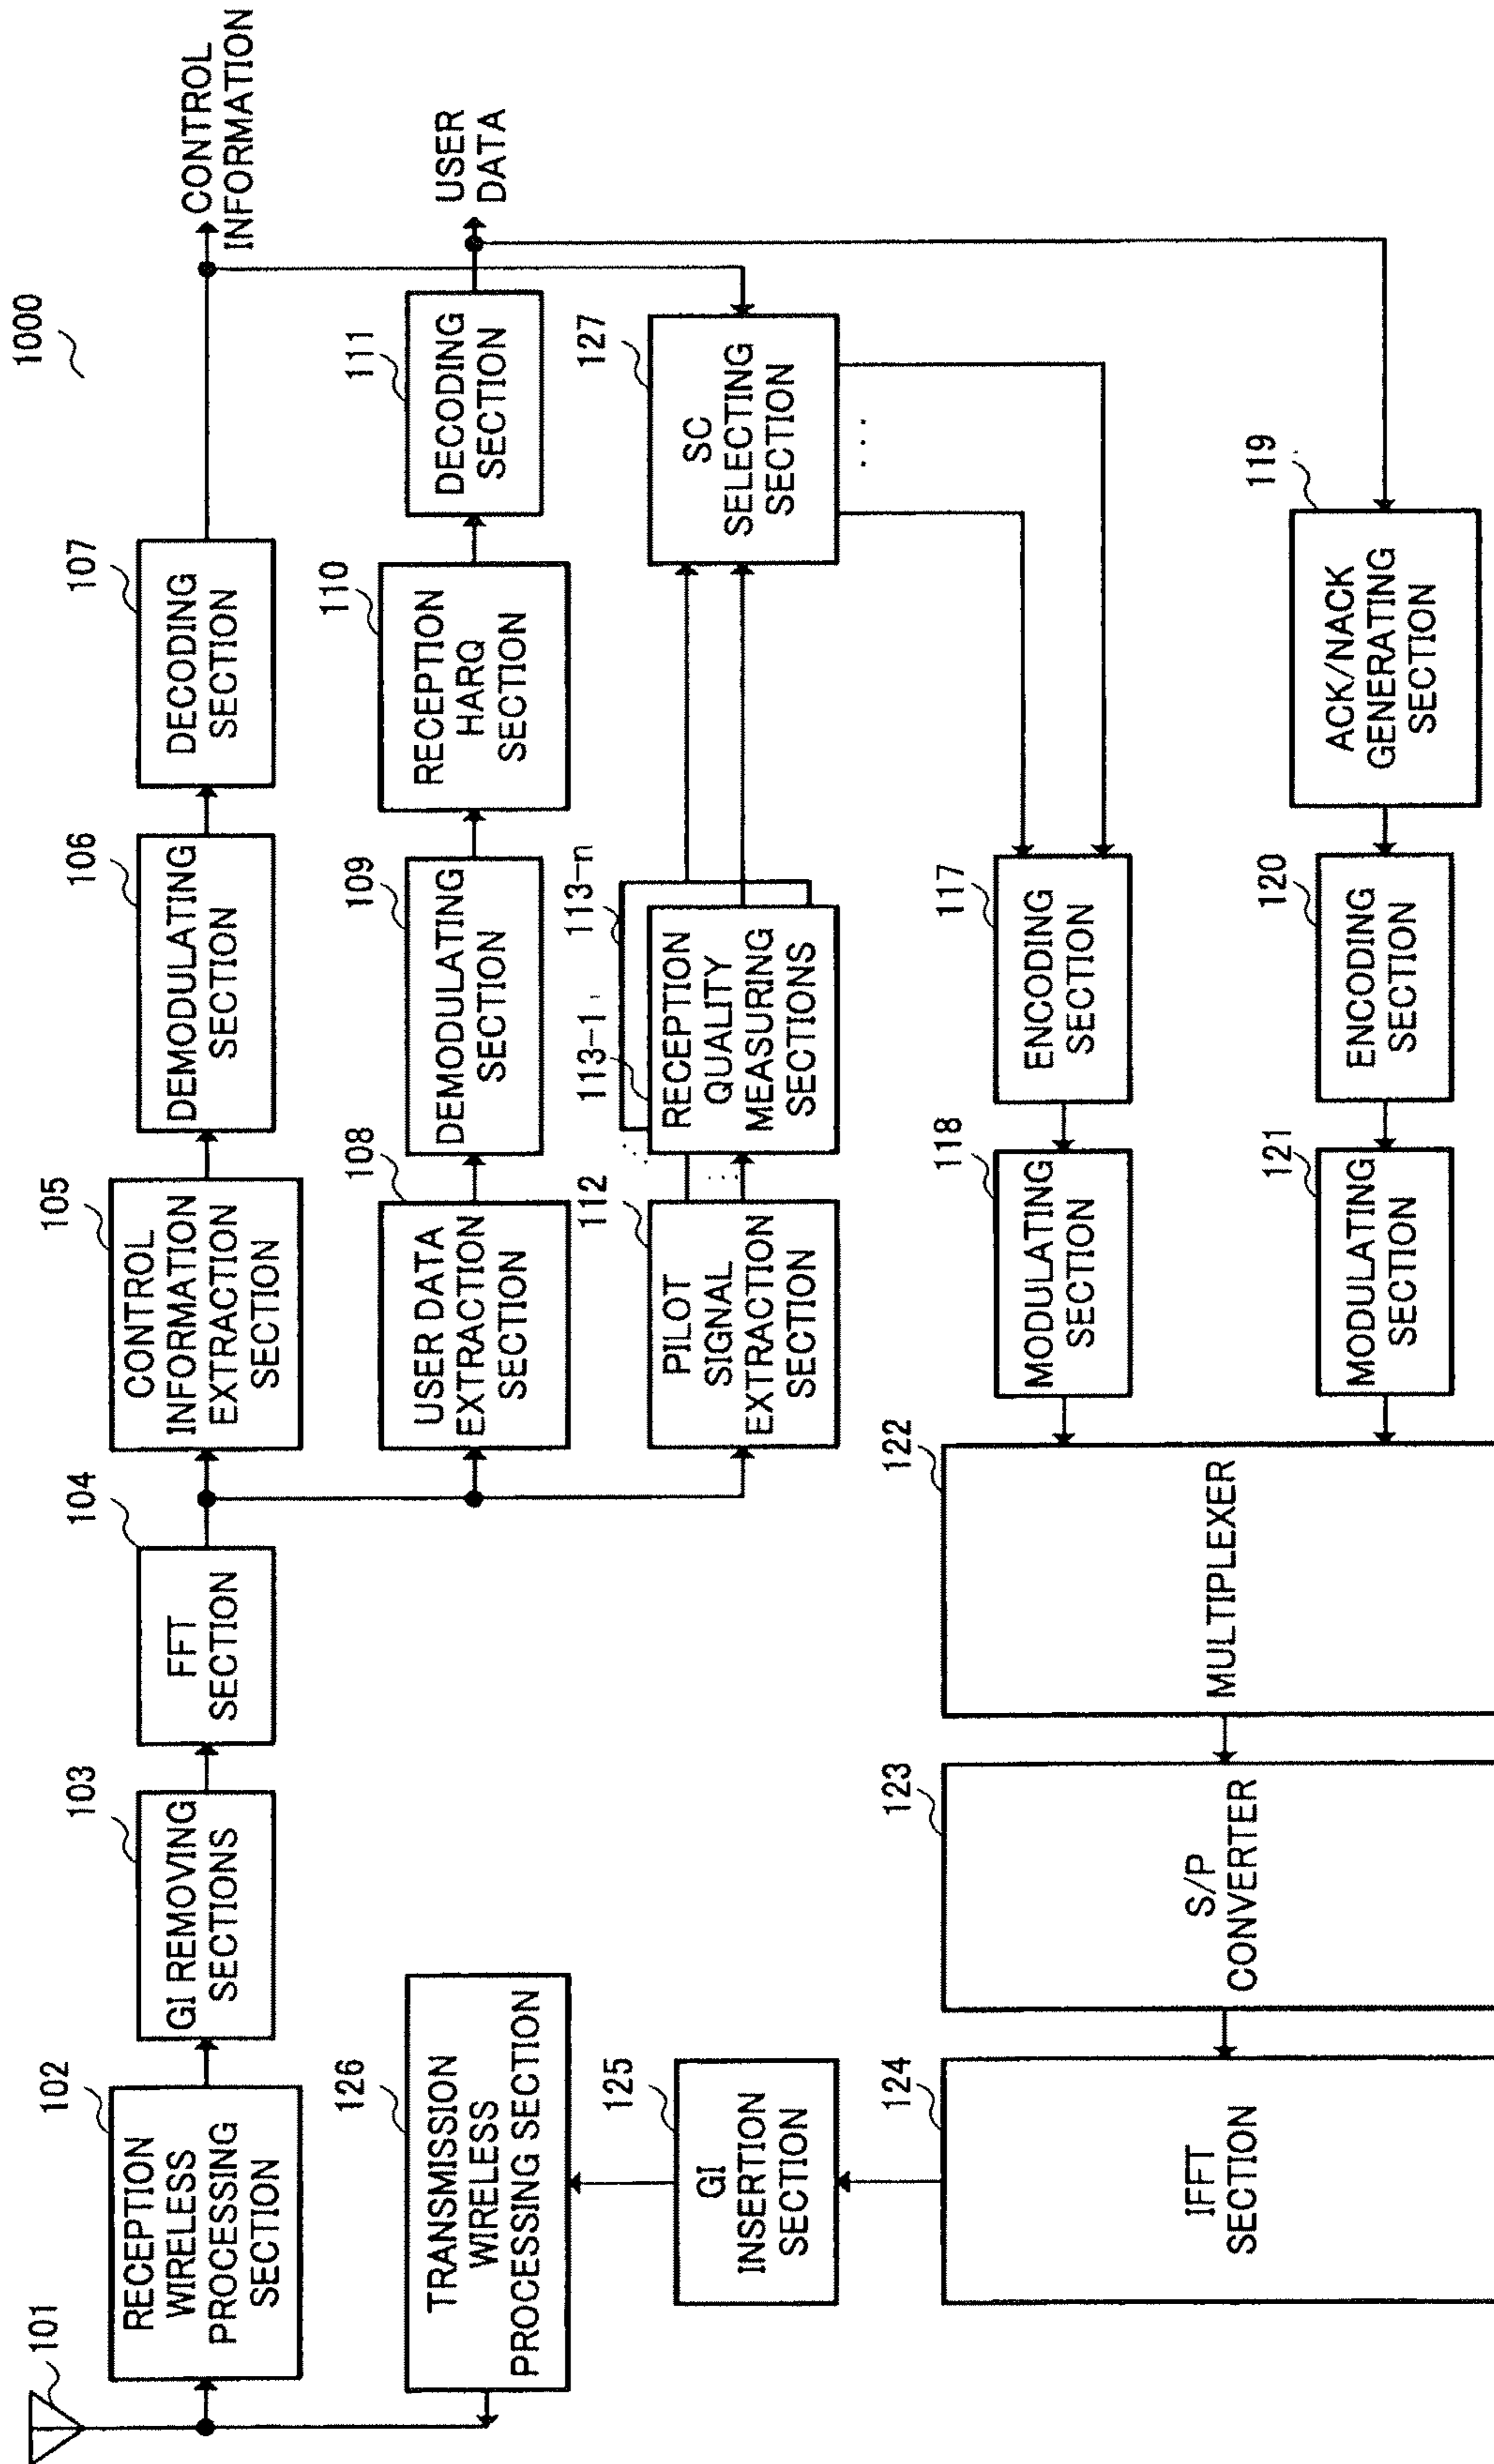 1000
101
102
RECEPTION
WIRELESS
PROCESSING
SECTION
103
GI REMOVING
SECTIONS
104
FFT
SECTION
105
CONTROL
INFORMATION
EXTRACTION
SECTION
106
DEMODULATING
SECTION
107
DECODING
SECTION
CONTROL
INFORMATION
108
USER DATA
EXTRACTION
SECTION
109
DEMODULATING
SECTION
110
RECEPTION
HARQ
SECTION
111
DECODING
SECTION
USER
DATA
112
PILOT
SIGNAL
EXTRACTION
SECTION
...
113-n
113-1
RECEPTION
QUALITY
MEASURING
SECTIONS
...
127
SC
SELECTING
SECTION
...
126
TRANSMISSION
WIRELESS
PROCESSING SECTION
125
GI
INSERTION
SECTION
124
IFFT
SECTION
123
S/P
CONVERTER
122
MULTIPLEXER
118
MODULATING
SECTION
117
ENCODING
SECTION
121
MODULATING
SECTION
120
ENCODING
SECTION
119
ACK/NACK
GENERATING
SECTION